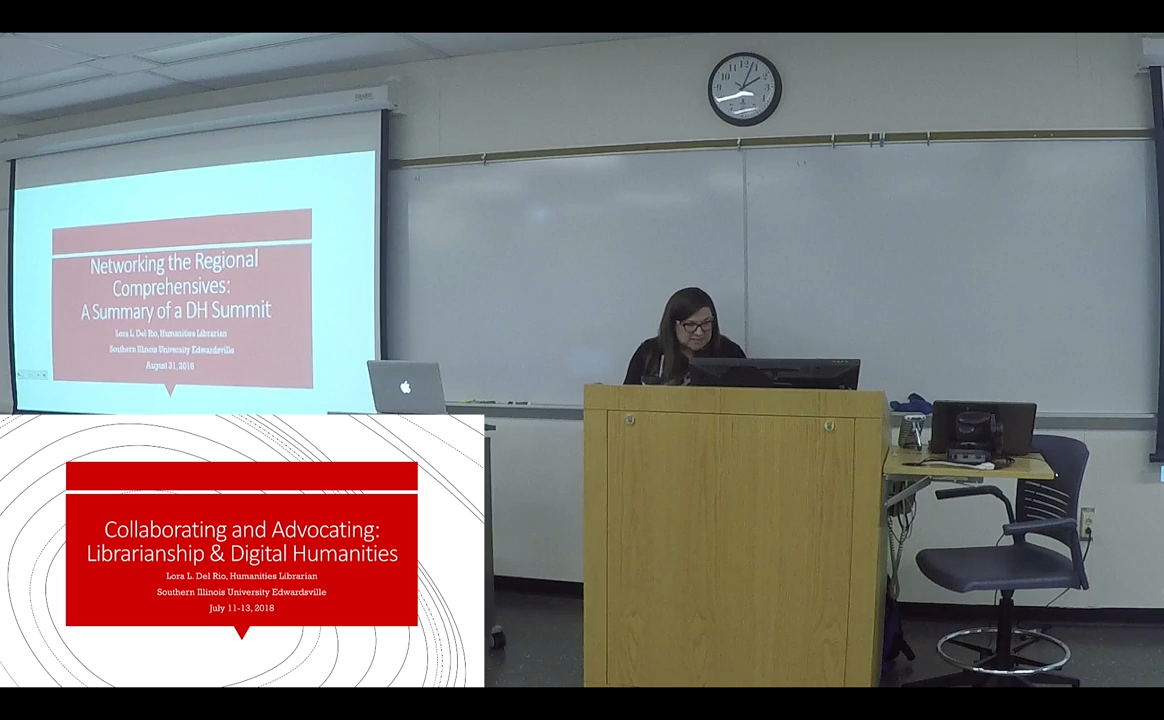 Networking the Regional
Comprehensives:
A Summary of a DH Summit
Lora L. Del Rio, Humanities Librarian
Southern Illinois University Edwardsville
August 31, 2018
Collaborating and Advocating:
Librarianship & Digital Humanities
Lora L. Del Rio, Humanities Librarian
Southern Illinois University Edwardsville
July 11-13, 2018